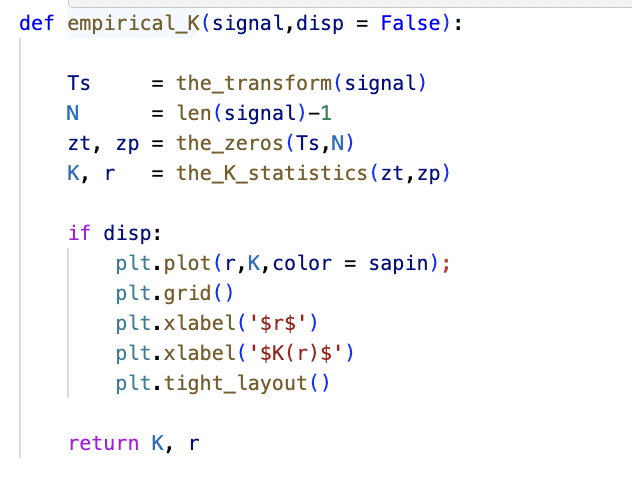 def empirical_K(signal,disp = False):
Ts = the_transform(signal)
N = len(signal)-1
zt, zp = the_zeros(Ts,N)
K, r = the_K_statistics(zt,zp)
if disp:
plt.plot(r,K,color = sapin);
plt.grid()
plt.xlabel('$r$')
plt.xlabel('$K(r)$')
plt.tight_layout()
return K, r